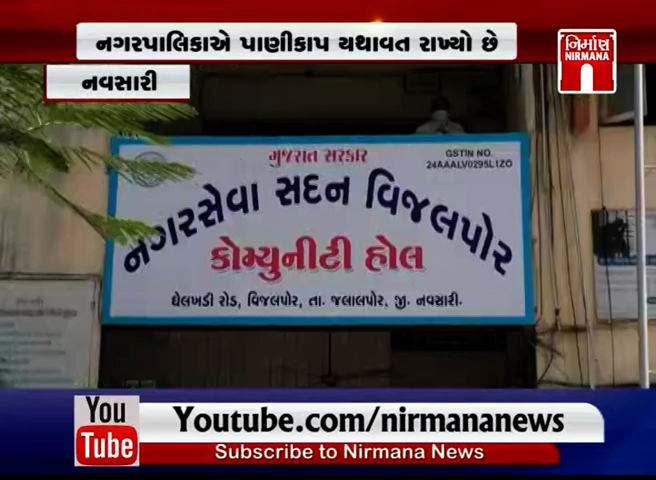 નગરપાલિકાએ પાણીકાપ યથાવત રાખ્યો છે
નિર્માણ
NIRMANA
નવસારી
ગુજરાત સરકાર
GSTIN NO.
24AAALV0295L1ZO
નગરસેવા સદન વિજલપોર
કોમ્યુનીટી હોલ
ઘેલખડી રોડ, વિજલપોર, તા. જલાલપોર, જી. નવસારી.
You
Tube
Youtube.com/nirmananews
Subscribe to Nirmana News